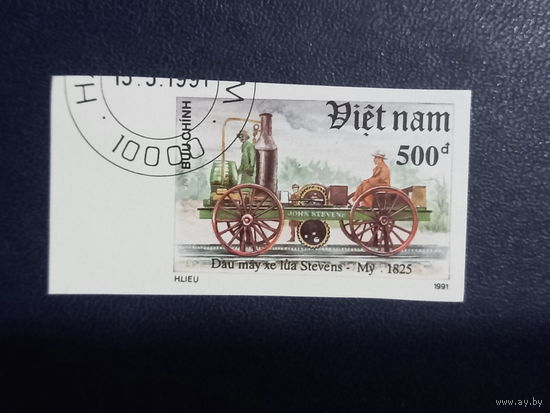 15.3.1991
H
M
· 10000 ·
BƯU CHÍNH
Việt nam
500đ
JOHN STEVENS
Đầu máy xe lửa Stevens - Mỹ . 1825
H.LIEU
1991
www.ay.by